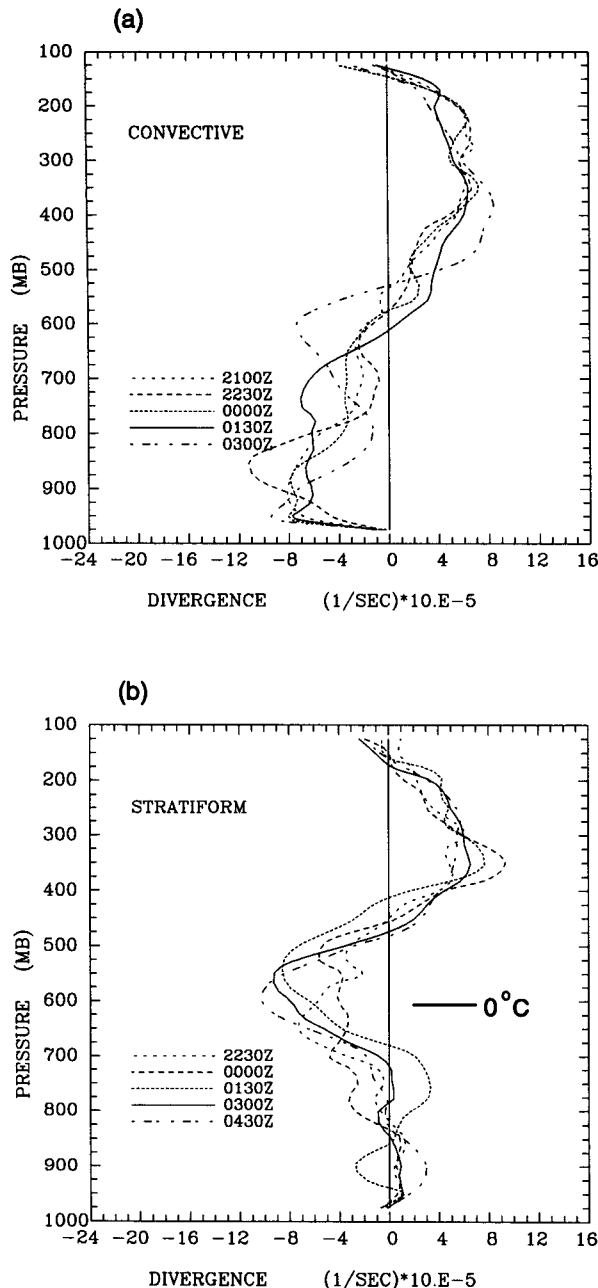 (a)
100
200
300
400
500
600
700
800
900
1000
PRESSURE (MB)
CONVECTIVE
2100Z
2230Z
0000Z
0130Z
0300Z
-24 -20 -16 -12 -8 -4 0 4 8 12 16
DIVERGENCE (1/SEC)*10.E-5
(b)
100
200
300
400
500
600
700
800
900
1000
PRESSURE (MB)
STRATIFORM
0°C
2230Z
0000Z
0130Z
0300Z
0430Z
-24 -20 -16 -12 -8 -4 0 4 8 12 16
DIVERGENCE (1/SEC)*10.E-5